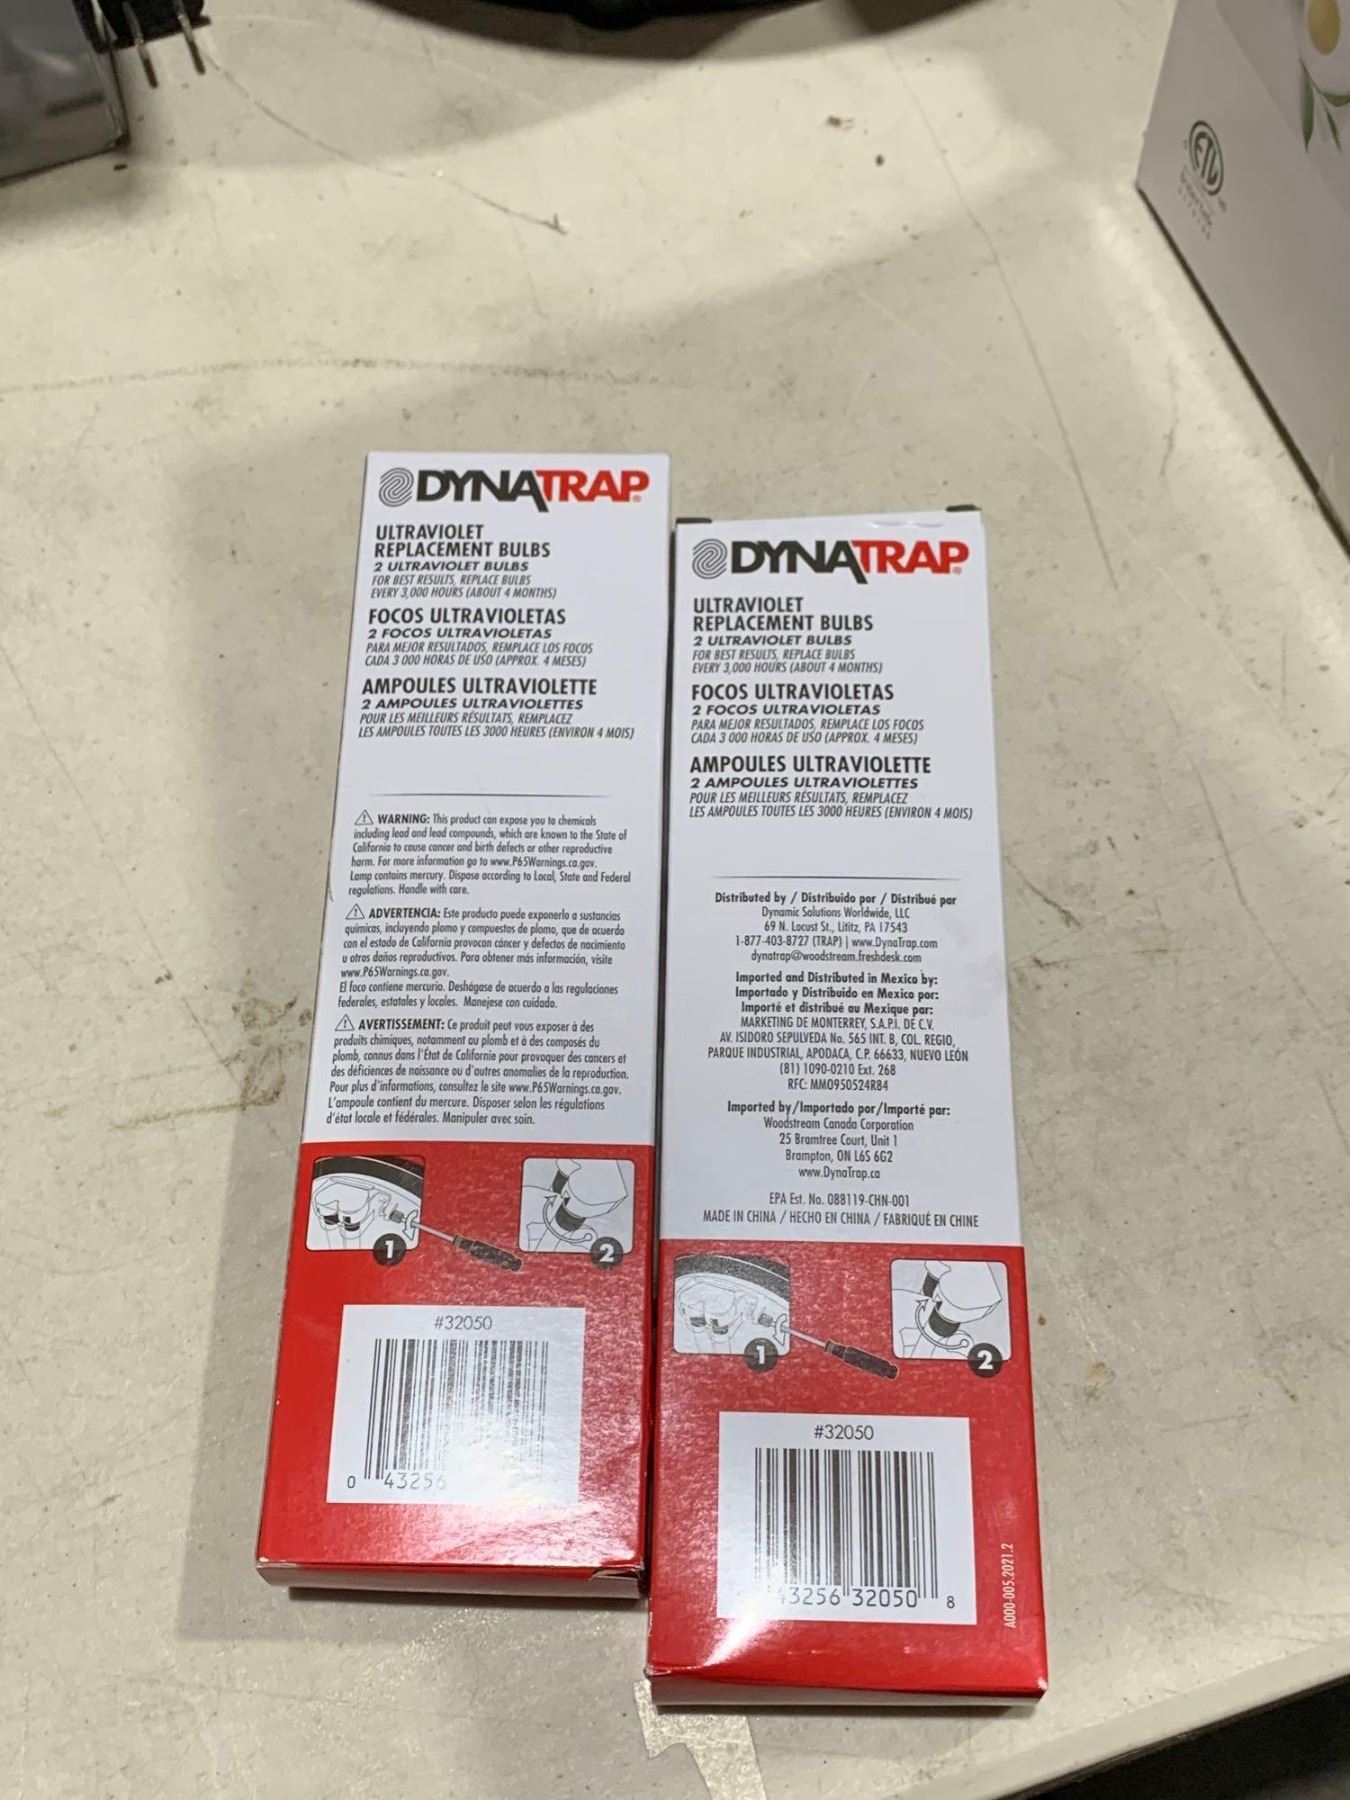 DYNATRAP®
ULTRAVIOLET
REPLACEMENT BULBS
2 ULTRAVIOLET BULBS
FOR BEST RESULTS, REPLACE BULBS
EVERY 3,000 HOURS (ABOUT 4 MONTHS)
FOCOS ULTRAVIOLETAS
2 FOCOS ULTRAVIOLETAS
PARA MEJOR RESULTADOS, REMPLACE LOS FOCOS
CADA 3 000 HORAS DE USO (APPROX. 4 MESES)
AMPOULES ULTRAVIOLETTE
2 AMPOULES ULTRAVIOLETTES
POUR LES MEILLEURS RÉSULTATS, REMPLACEZ
LES AMPOULES TOUTES LES 3000 HEURES (ENVIRON 4 MOIS)
⚠ WARNING: This product can expose you to chemicals
including lead and lead compounds, which are known to the State of
California to cause cancer and birth defects or other reproductive
harm. For more information go to www.P65Warnings.ca.gov.
Lamp contains mercury. Dispose according to Local, State and Federal
regulations. Handle with care.
⚠ ADVERTENCIA: Este producto puede exponerlo a sustancias
químicas, incluyendo plomo y compuestos de plomo, que de acuerdo
con el estado de California provocan cáncer y defectos de nacimiento
u otros daños reproductivos. Para obtener más información, visite
www.P65Warnings.ca.gov.
El foco contiene mercurio. Deshágase de acuerdo a las regulaciones
federales, estatales y locales. Manejese con cuidado.
⚠ AVERTISSEMENT: Ce produit peut vous exposer à des
produits chimiques, notamment au plomb et à des composés du
plomb, connus dans l'État de Californie pour provoquer des cancers et
des déficiences de naissance ou d'autres anomalies de la reproduction.
Pour plus d'informations, consultez le site www.P65Warnings.ca.gov.
L'ampoule contient du mercure. Disposer selon les régulations
d'état locale et fédérales. Manipuler avec soin.
1
2
#32050
0 43256
DYNATRAP®
ULTRAVIOLET
REPLACEMENT BULBS
2 ULTRAVIOLET BULBS
FOR BEST RESULTS, REPLACE BULBS
EVERY 3,000 HOURS (ABOUT 4 MONTHS)
FOCOS ULTRAVIOLETAS
2 FOCOS ULTRAVIOLETAS
PARA MEJOR RESULTADOS, REMPLACE LOS FOCOS
CADA 3 000 HORAS DE USO (APPROX. 4 MESES)
AMPOULES ULTRAVIOLETTE
2 AMPOULES ULTRAVIOLETTES
POUR LES MEILLEURS RÉSULTATS, REMPLACEZ
LES AMPOULES TOUTES LES 3000 HEURES (ENVIRON 4 MOIS)
Distributed by / Distribuido por / Distribué par
Dynamic Solutions Worldwide, LLC
69 N. Locust St., Lititz, PA 17543
1-877-403-8727 (TRAP) | www.DynaTrap.com
dynatrap@woodstream.freshdesk.com
Imported and Distributed in Mexico by:
Importado y Distribuido en Mexico por:
Importé et distribué au Mexique par:
MARKETING DE MONTERREY, S.A.P.I. DE C.V.
AV. ISIDORO SEPULVEDA No. 565 INT. B, COL. REGIO,
PARQUE INDUSTRIAL, APODACA, C.P. 66633, NUEVO LEÓN
(81) 1090-0210 Ext. 268
RFC: MMO950524R84
Imported by/Importado por/Importé par:
Woodstream Canada Corporation
25 Bramtree Court, Unit 1
Brampton, ON L6S 6G2
www.DynaTrap.ca
EPA Est. No. 088119-CHN-001
MADE IN CHINA / HECHO EN CHINA / FABRIQUÉ EN CHINE
1
2
#32050
43256 32050 8
A000-005.2021.2
ETL
Intertek